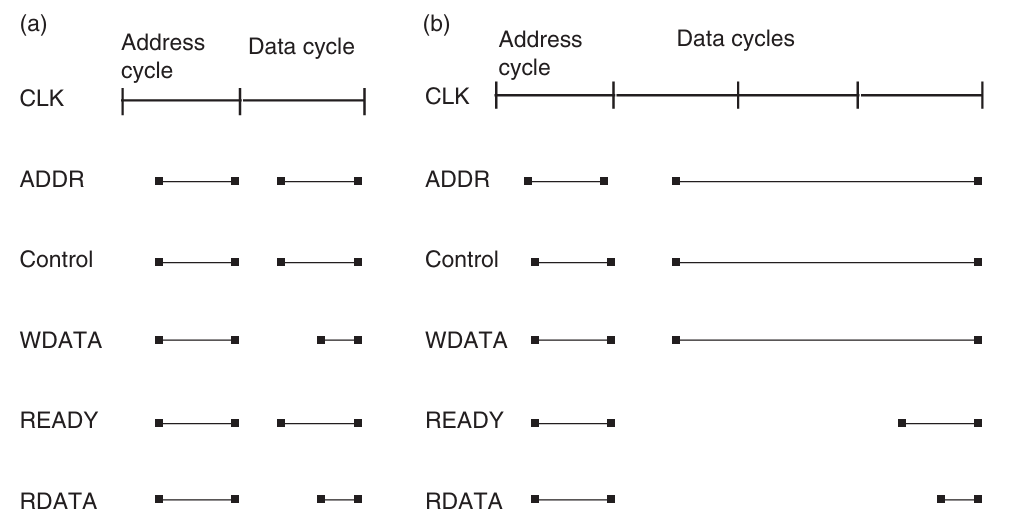 (a)
Address
cycle
Data cycle
CLK
ADDR
Control
WDATA
READY
RDATA
(b)
Address
cycle
Data cycles
CLK
ADDR
Control
WDATA
READY
RDATA